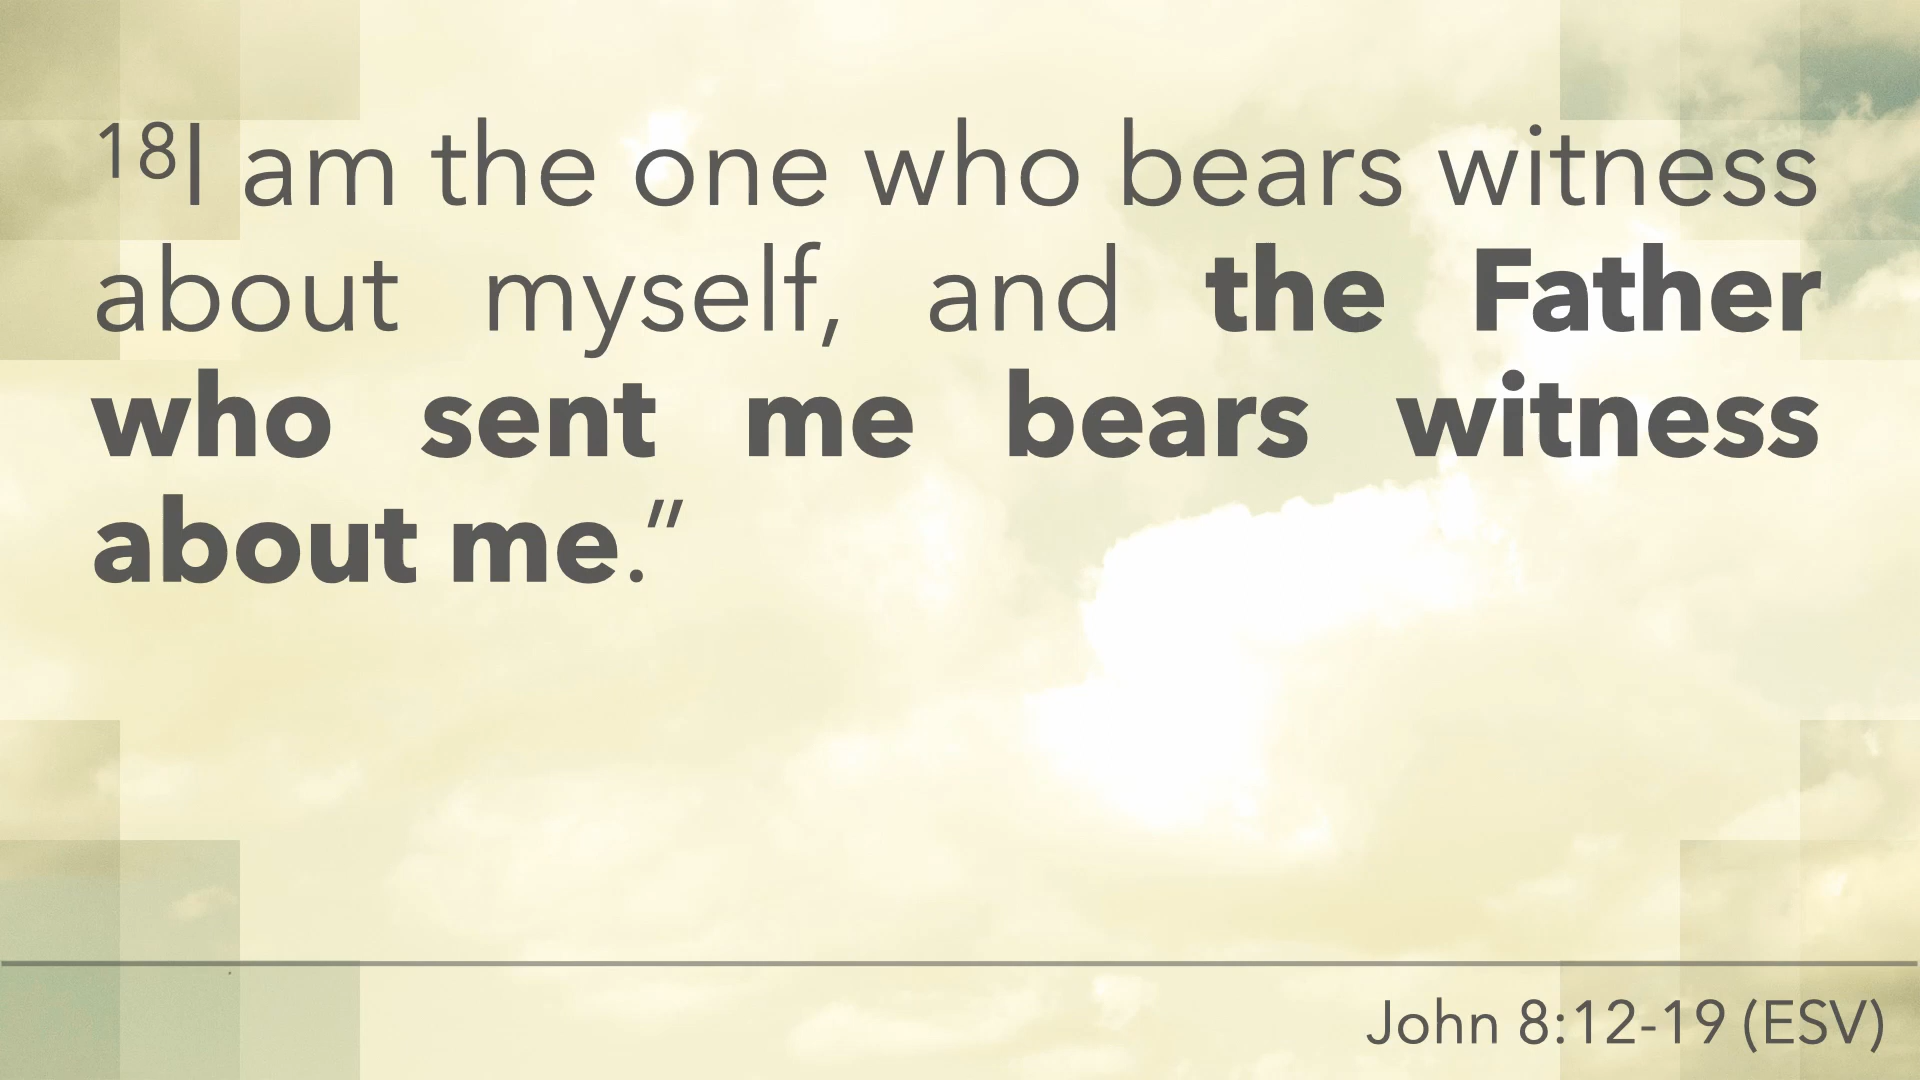 18I am the one who bears witness
about myself, and the Father
who sent me bears witness
about me.”
John 8:12-19 (ESV)